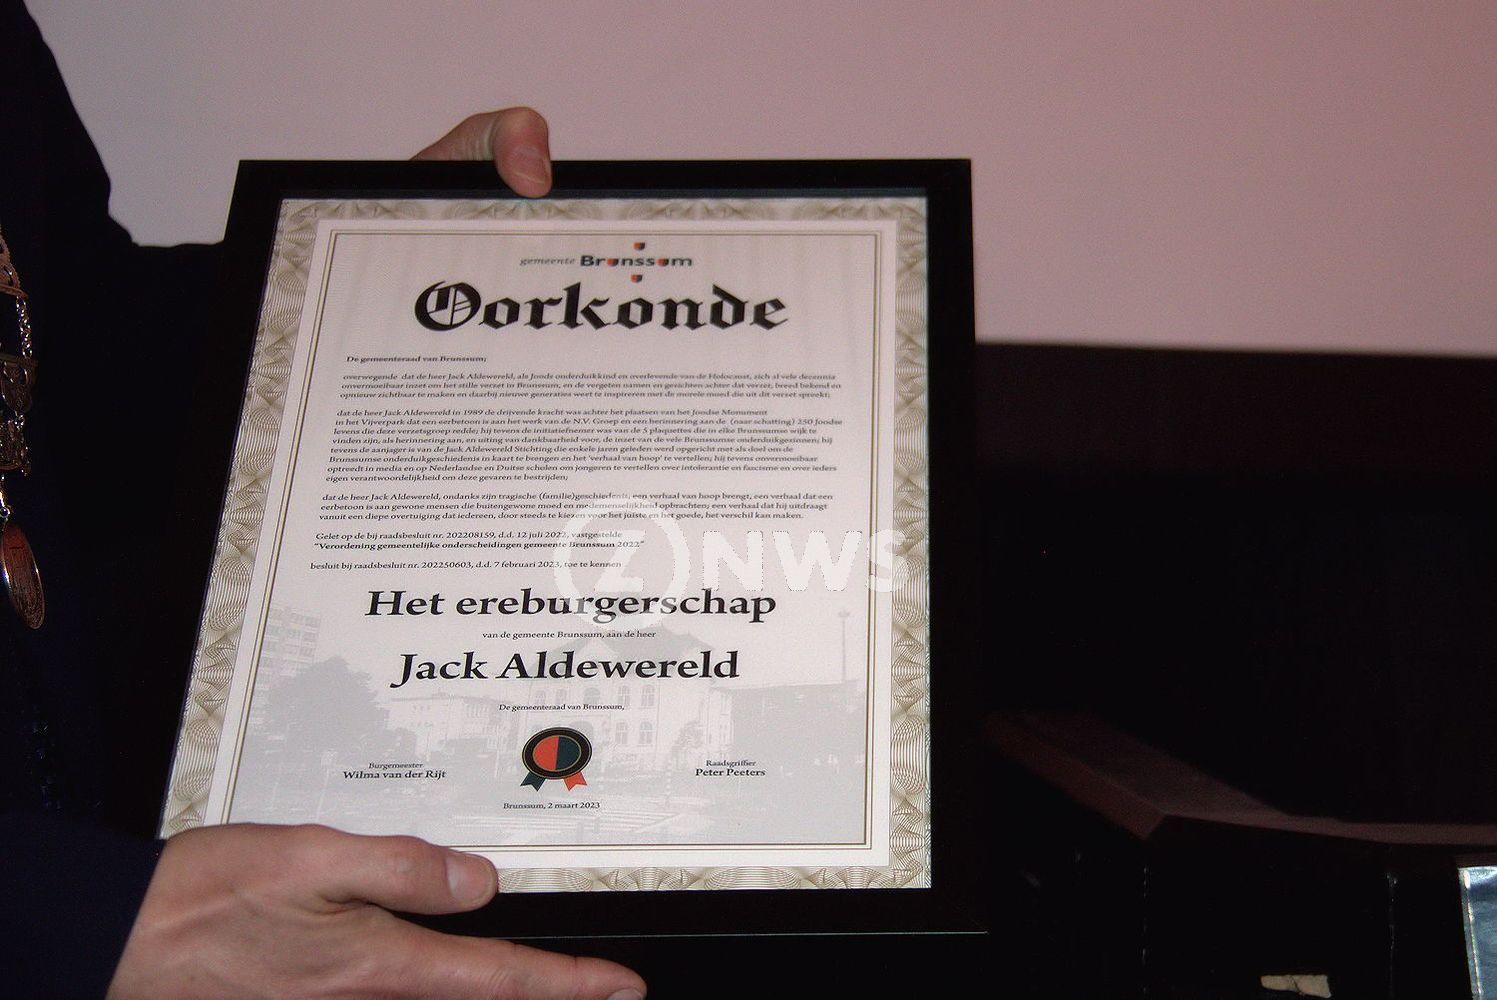 gemeente Brunssum
Oorkonde
De gemeenteraad van Brunssum;
overwegende dat de heer Jack Aldewereld, als Joods onderduikkind en overlevende van de Holocaust, zich al vele decennia
onvermoeibaar inzet om het stille verzet in Brunssum, en de vergeten namen en gezichten achter dat verzet, breed bekend en
opnieuw zichtbaar te maken en daarbij nieuwe generaties weet te inspireren met de morele moed die uit dit verzet spreekt;
dat de heer Jack Aldewereld in 1989 de drijvende kracht was achter het plaatsen van het Joodse Monument
in het Vijverpark dat een eerbetoon is aan het werk van de N.V. Groep en een herinnering aan de (naar schatting) 250 Joodse
levens die deze verzetsgroep redde; hij tevens de initiatiefnemer was van de 5 plaquettes die in elke Brunssumse wijk te
vinden zijn, als herinnering aan, en uiting van dankbaarheid voor, de inzet van de vele Brunssumse onderduikgezinnen; hij
tevens de aanjager is van de Jack Aldewereld Stichting die enkele jaren geleden werd opgericht met als doel om de
Brunssumse onderduikgeschiedenis in kaart te brengen en het 'verhaal van hoop' te vertellen; hij tevens onvermoeibaar
optreedt in media en op Nederlandse en Duitse scholen om jongeren te vertellen over intolerantie en fascisme en over ieders
eigen verantwoordelijkheid om deze gevaren te bestrijden;
dat de heer Jack Aldewereld, ondanks zijn tragische (familie)geschiedenis, een verhaal van hoop brengt, een verhaal dat een
eerbetoon is aan gewone mensen die buitengewone moed en medemenselijkheid opbrachten; een verhaal dat hij uitdraagt
vanuit een diepe overtuiging dat iedereen, door steeds te kiezen voor het juiste en het goede, het verschil kan maken.
Gelet op de bij raadsbesluit nr. 202208159, d.d. 12 juli 2022, vastgestelde
"Verordening gemeentelijke onderscheidingen gemeente Brunssum 2022"
besluit bij raadsbesluit nr. 202250603, d.d. 7 februari 2023, toe te kennen
Z NWS
Het ereburgerschap
van de gemeente Brunssum, aan de heer
Jack Aldewereld
De gemeenteraad van Brunssum,
Burgemeester
Wilma van der Rijt
Raadsgriffier
Peter Peeters
Brunssum, 2 maart 2023